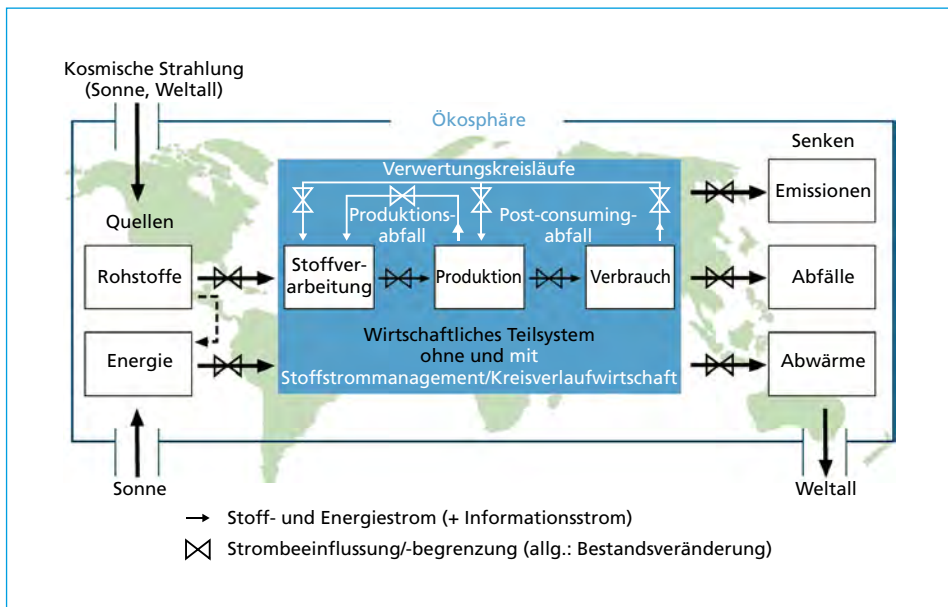 Kosmische Strahlung
(Sonne, Weltall)
Ökosphäre
Senken
Verwertungskreisläufe
Emissionen
Quellen
Produktions-
abfall
Post-consuming-
abfall
Rohstoffe
Stoffver-
arbeitung
Produktion
Verbrauch
Abfälle
Wirtschaftliches Teilsystem
ohne und mit
Stoffstrommanagement/Kreisverlaufwirtschaft
Energie
Abwärme
Sonne
Weltall
Stoff- und Energiestrom (+ Informationsstrom)
Strombeeinflussung/-begrenzung (allg.: Bestandsveränderung)